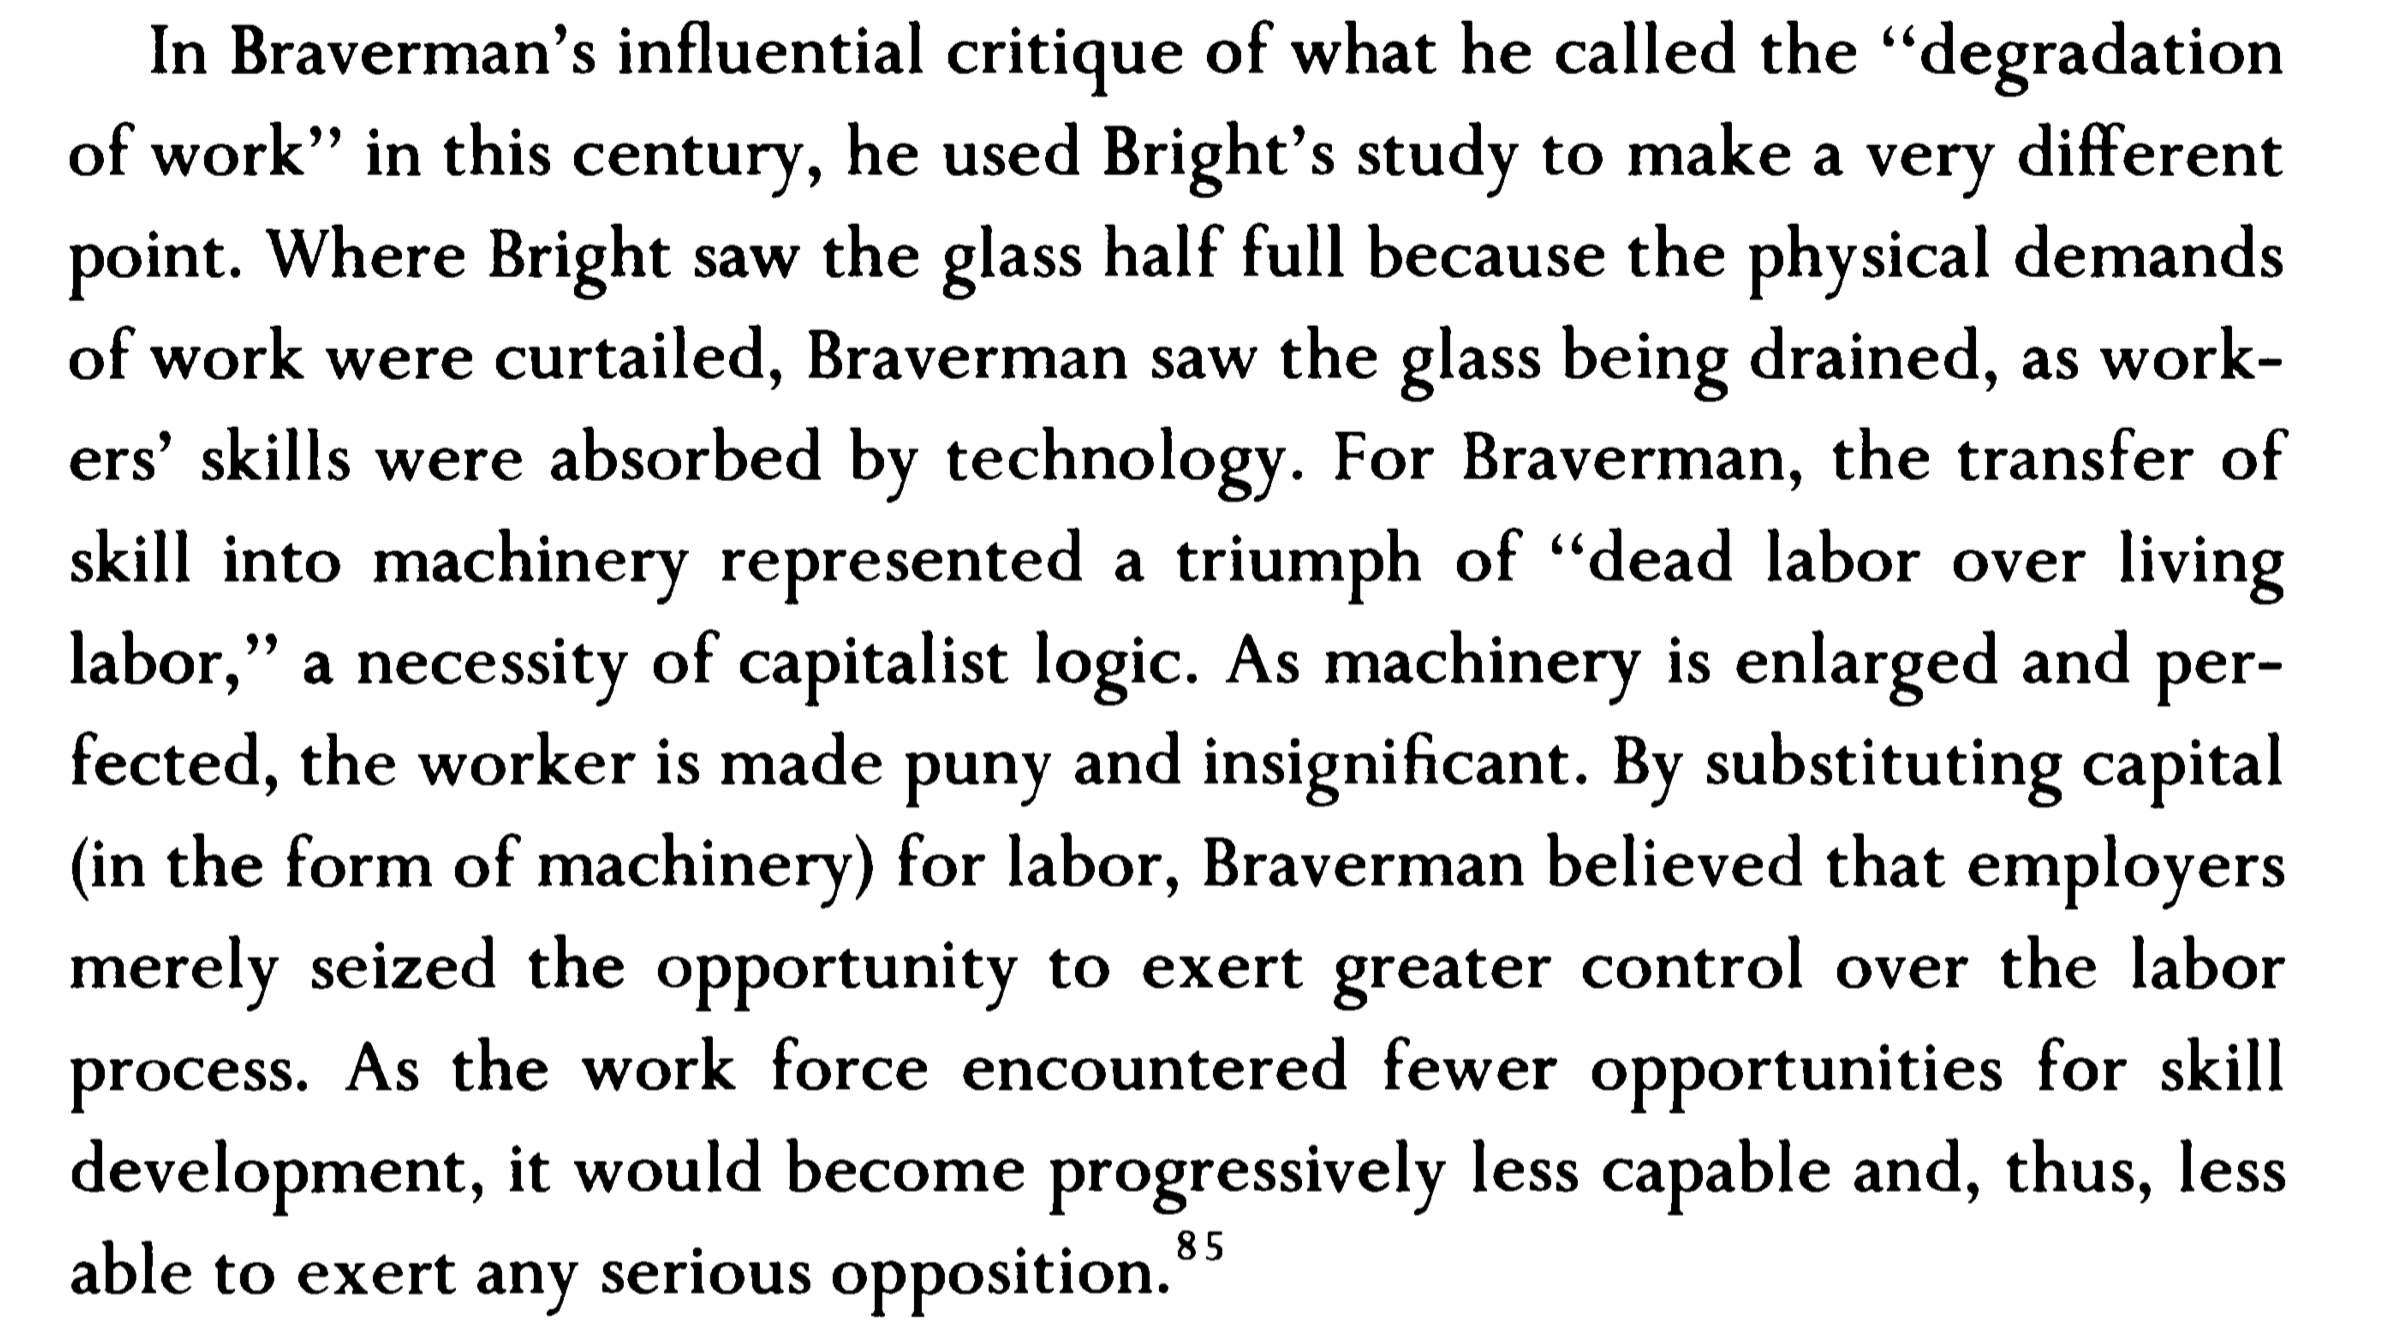 In Braverman’s influential critique of what he called the “degradation
of work” in this century, he used Bright’s study to make a very different
point. Where Bright saw the glass half full because the physical demands
of work were curtailed, Braverman saw the glass being drained, as work-
ers’ skills were absorbed by technology. For Braverman, the transfer of
skill into machinery represented a triumph of “dead labor over living
labor,” a necessity of capitalist logic. As machinery is enlarged and per-
fected, the worker is made puny and insignificant. By substituting capital
(in the form of machinery) for labor, Braverman believed that employers
merely seized the opportunity to exert greater control over the labor
process. As the work force encountered fewer opportunities for skill
development, it would become progressively less capable and, thus, less
able to exert any serious opposition.85